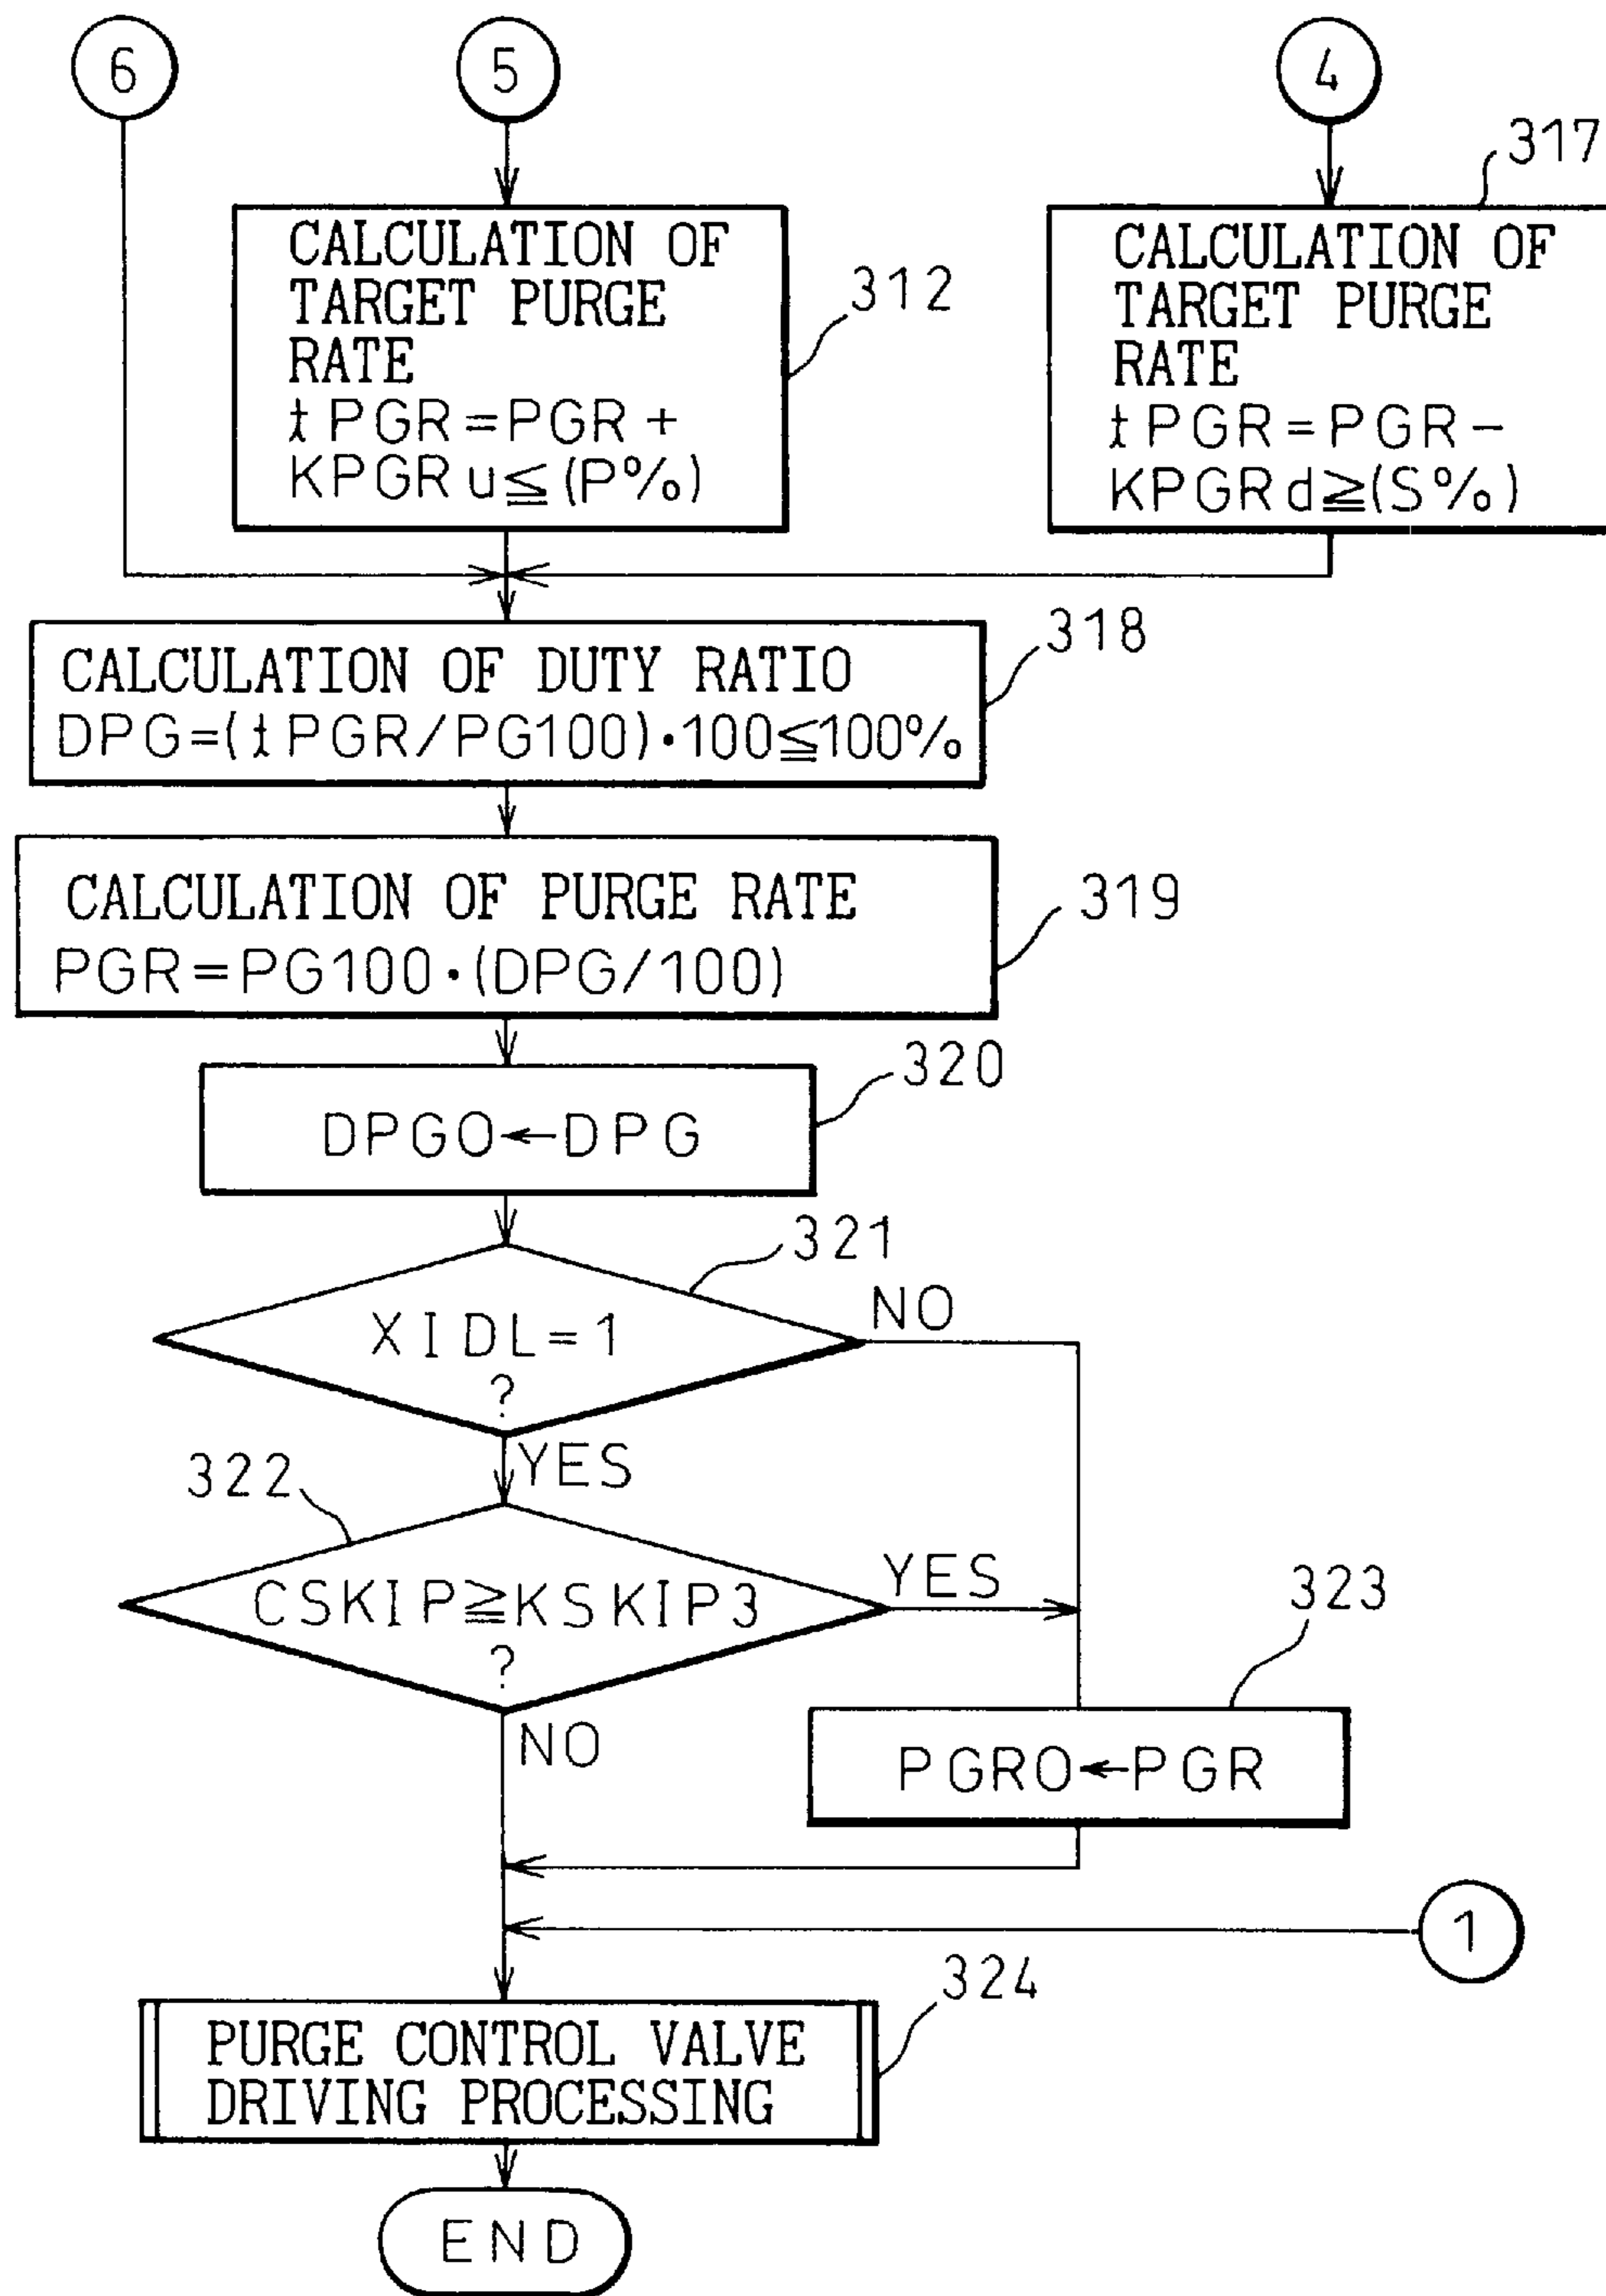 6
5
4
317
CALCULATION OF
TARGET PURGE
RATE
tPGR=PGR+
KPGRu≦(P%)
312
CALCULATION OF
TARGET PURGE
RATE
tPGR=PGR-
KPGRd≧(S%)
318
CALCULATION OF DUTY RATIO
DPG=(tPGR/PG100)·100≦100%
319
CALCULATION OF PURGE RATE
PGR=PG100·(DPG/100)
320
DPGO←DPG
321
XIDL=1
?
NO
YES
322
CSKIP≧KSKIP3
?
YES
NO
323
PGRO←PGR
1
324
PURGE CONTROL VALVE
DRIVING PROCESSING
END